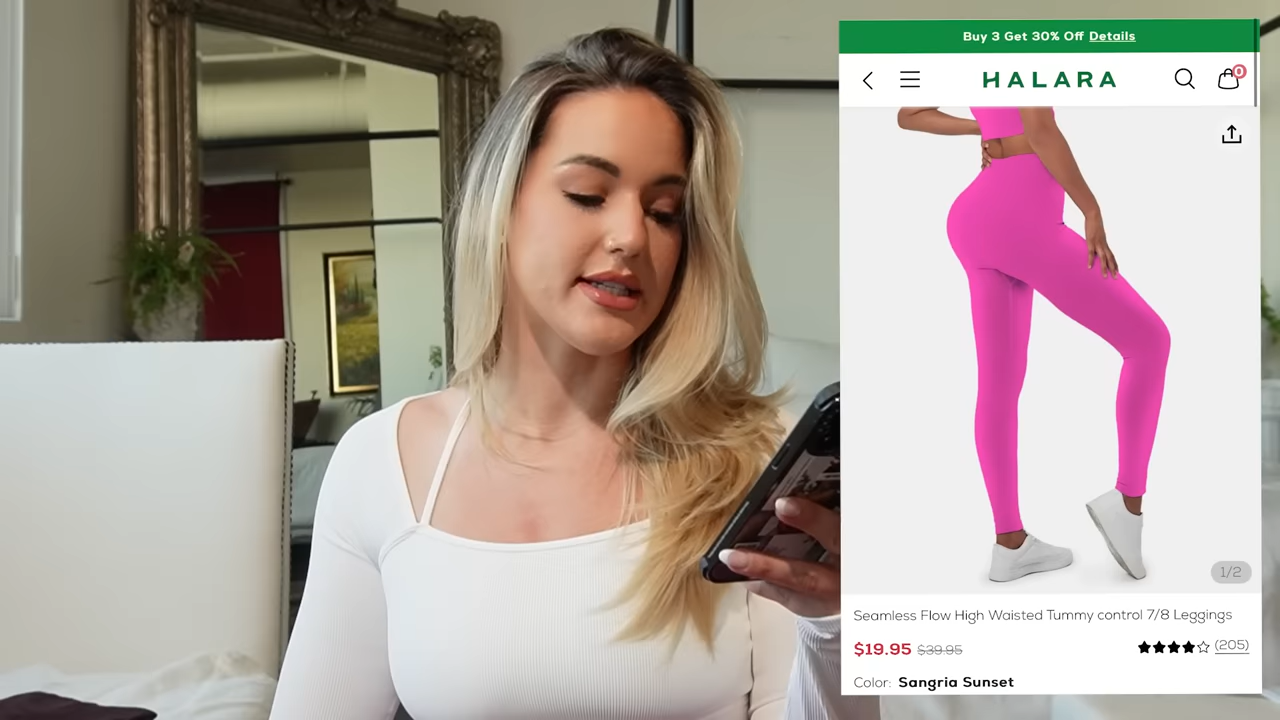 Buy 3 Get 30% Off Details
HALARA
0
1/2
Seamless Flow High Waisted Tummy control 7/8 Leggings
$19.95 $39.95
(205)
Color: Sangria Sunset